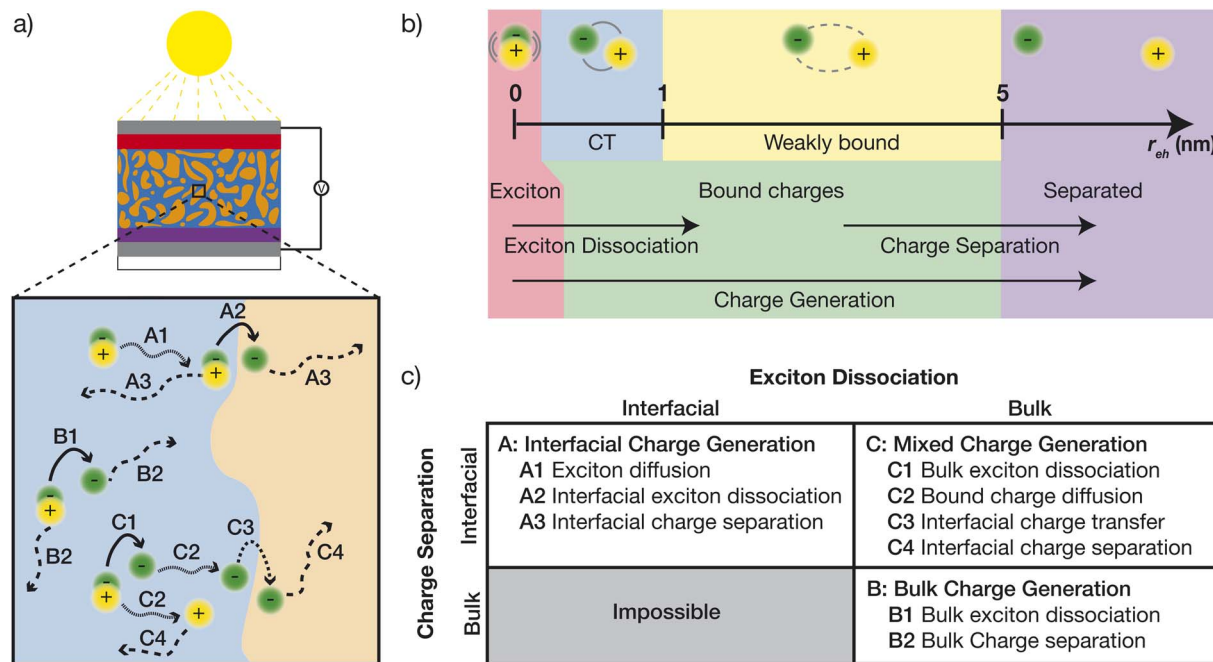 a)
V
A2
A1
A3
A3
B1
B2
B2
C1
C2
C3
C4
C2
C4
b)
0
1
5
CT
Weakly bound
r_eh (nm)
Exciton
Bound charges
Separated
Exciton Dissociation
Charge Separation
Charge Generation
c)
Exciton Dissociation
Interfacial
Bulk
Charge Separation
Interfacial
A: Interfacial Charge Generation
A1 Exciton diffusion
A2 Interfacial exciton dissociation
A3 Interfacial charge separation
C: Mixed Charge Generation
C1 Bulk exciton dissociation
C2 Bound charge diffusion
C3 Interfacial charge transfer
C4 Interfacial charge separation
Bulk
Impossible
B: Bulk Charge Generation
B1 Bulk exciton dissociation
B2 Bulk Charge separation